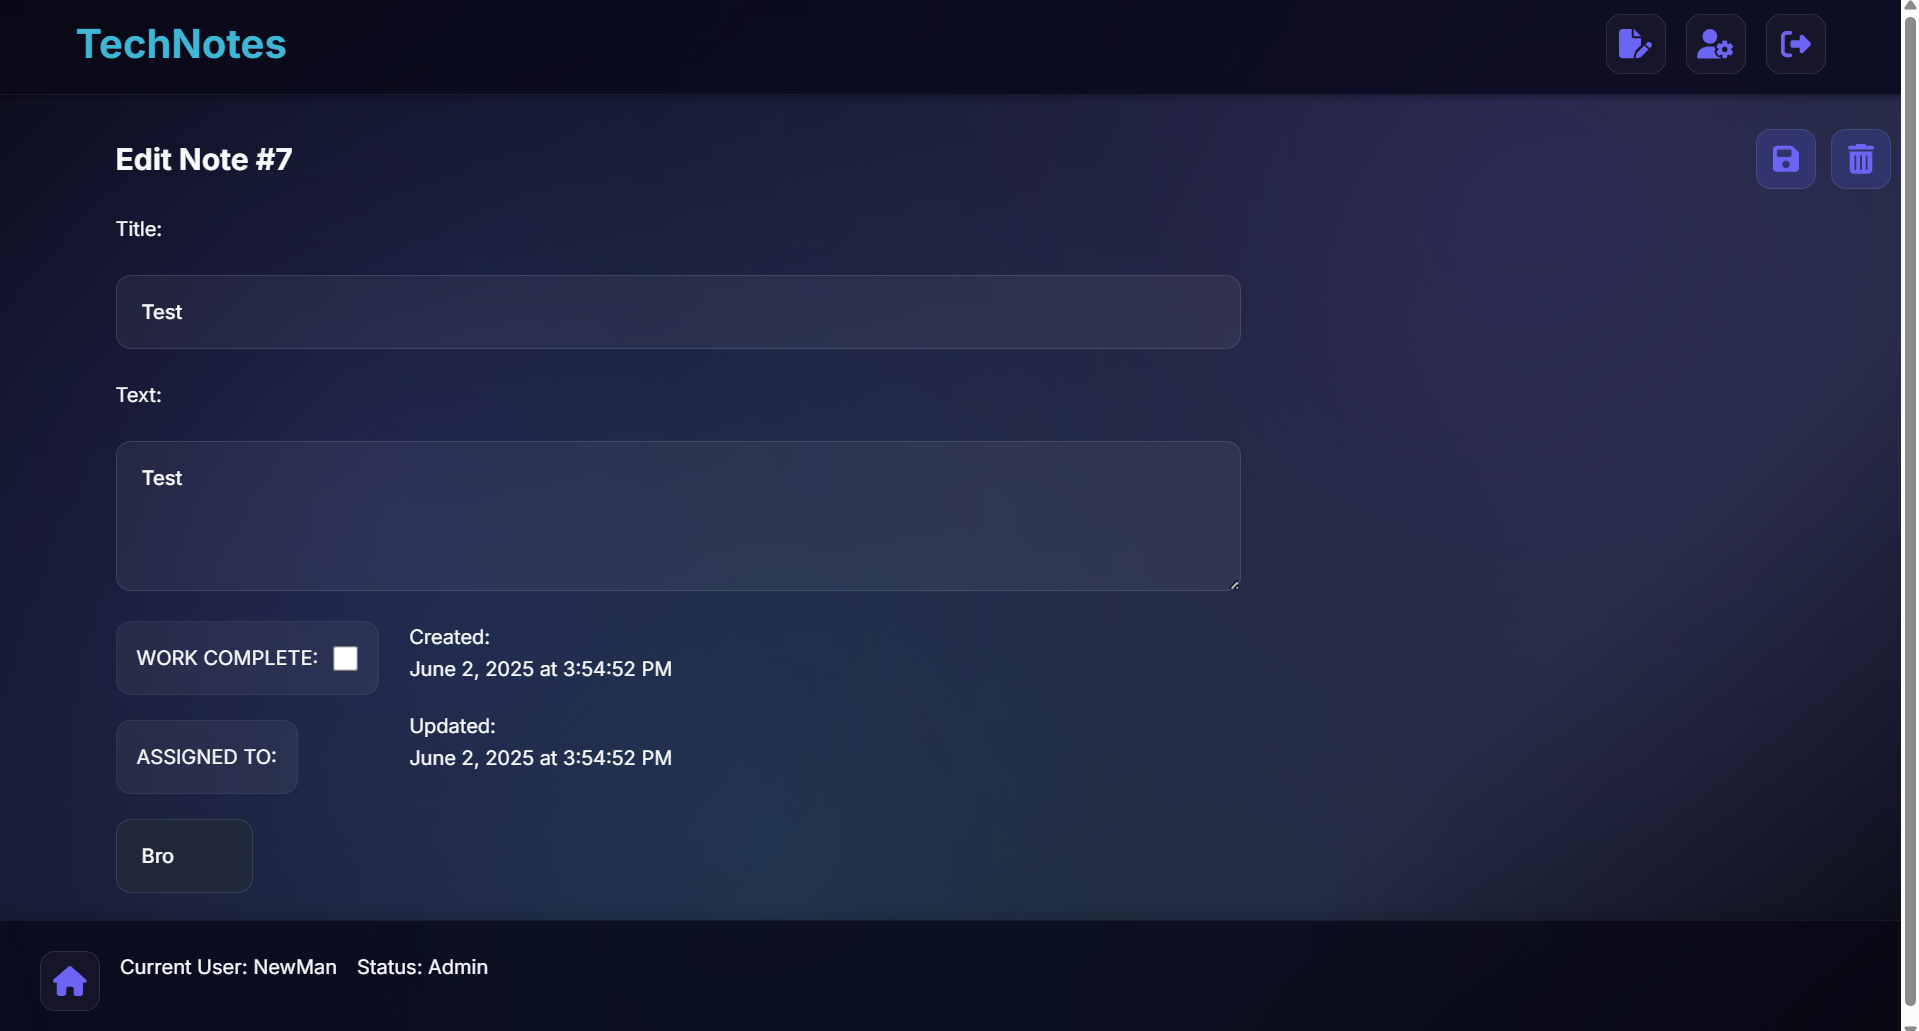 TechNotes
Edit Note #7
Title:
Test
Text:
Test
WORK COMPLETE:
Created:
June 2, 2025 at 3:54:52 PM
ASSIGNED TO:
Updated:
June 2, 2025 at 3:54:52 PM
Bro
Current User: NewMan Status: Admin